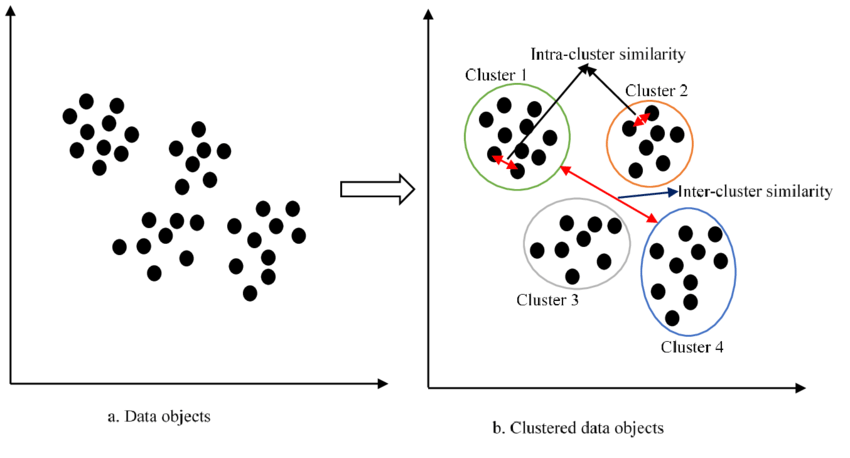 Intra-cluster similarity
Cluster 1
Cluster 2
Inter-cluster similarity
Cluster 3
Cluster 4
a. Data objects
b. Clustered data objects